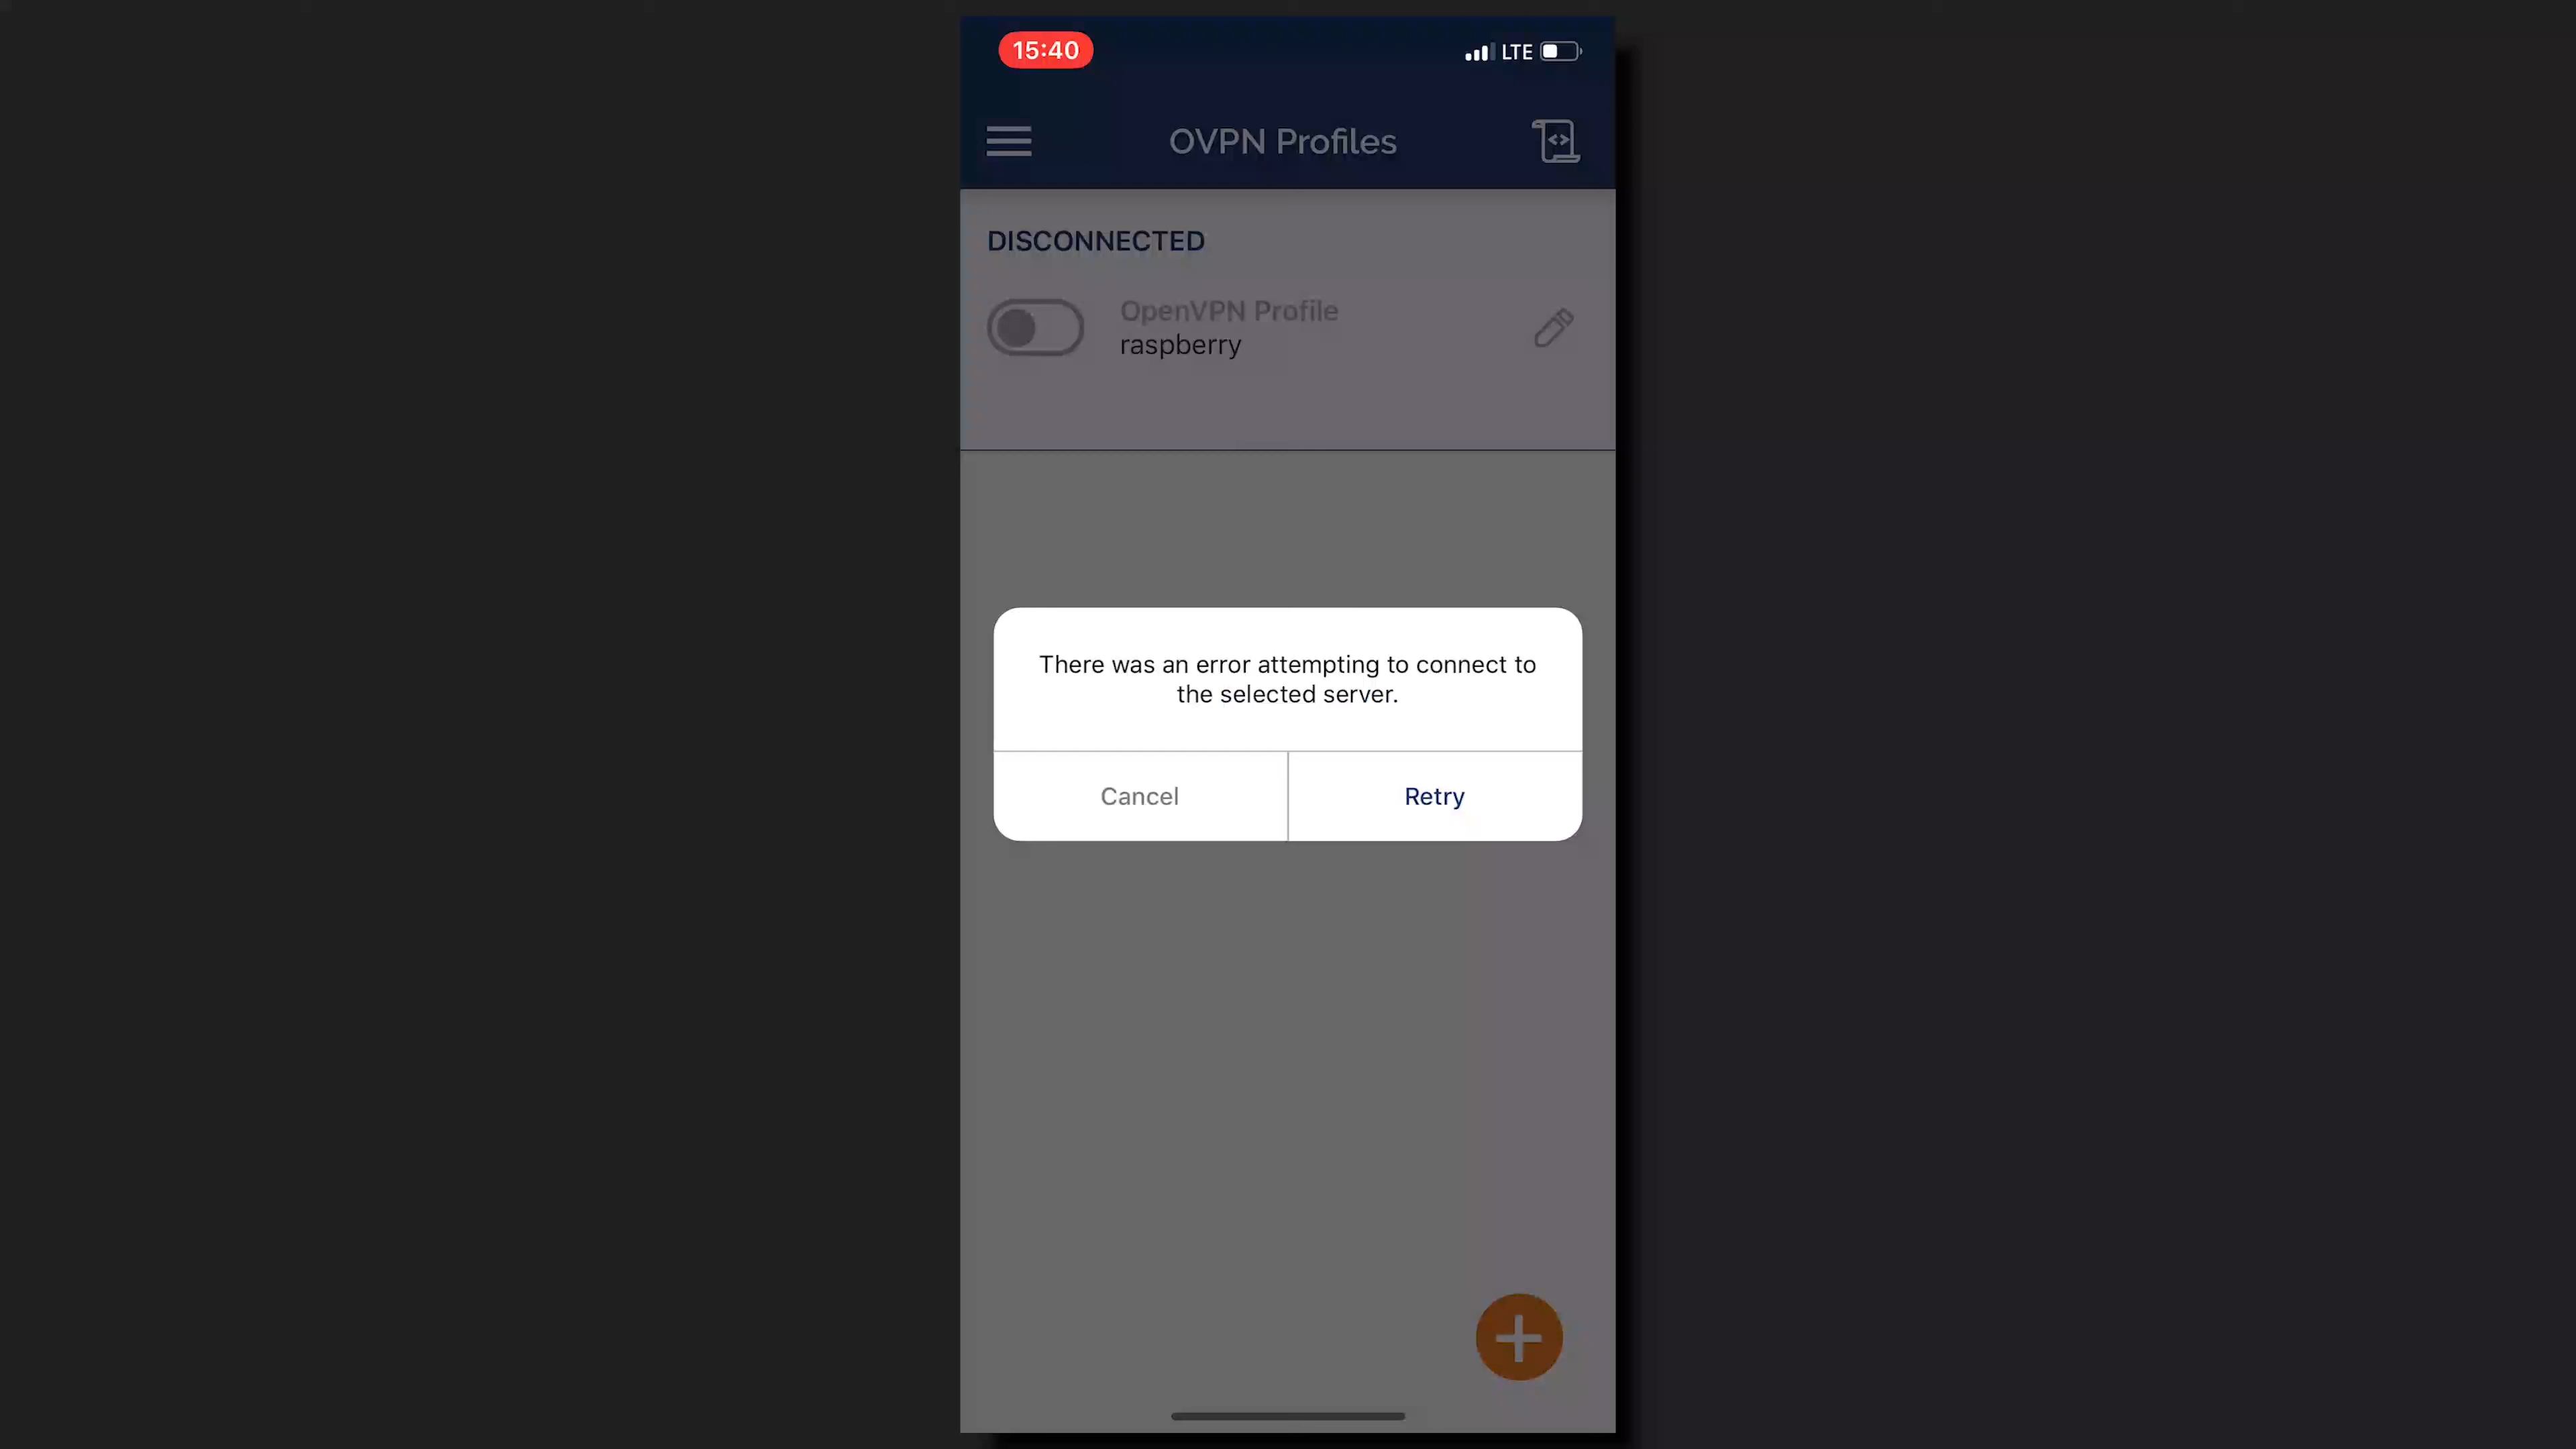 15:40
LTE
OVPN Profiles
DISCONNECTED
OpenVPN Profile
raspberry
There was an error attempting to connect to
the selected server.
Cancel
Retry